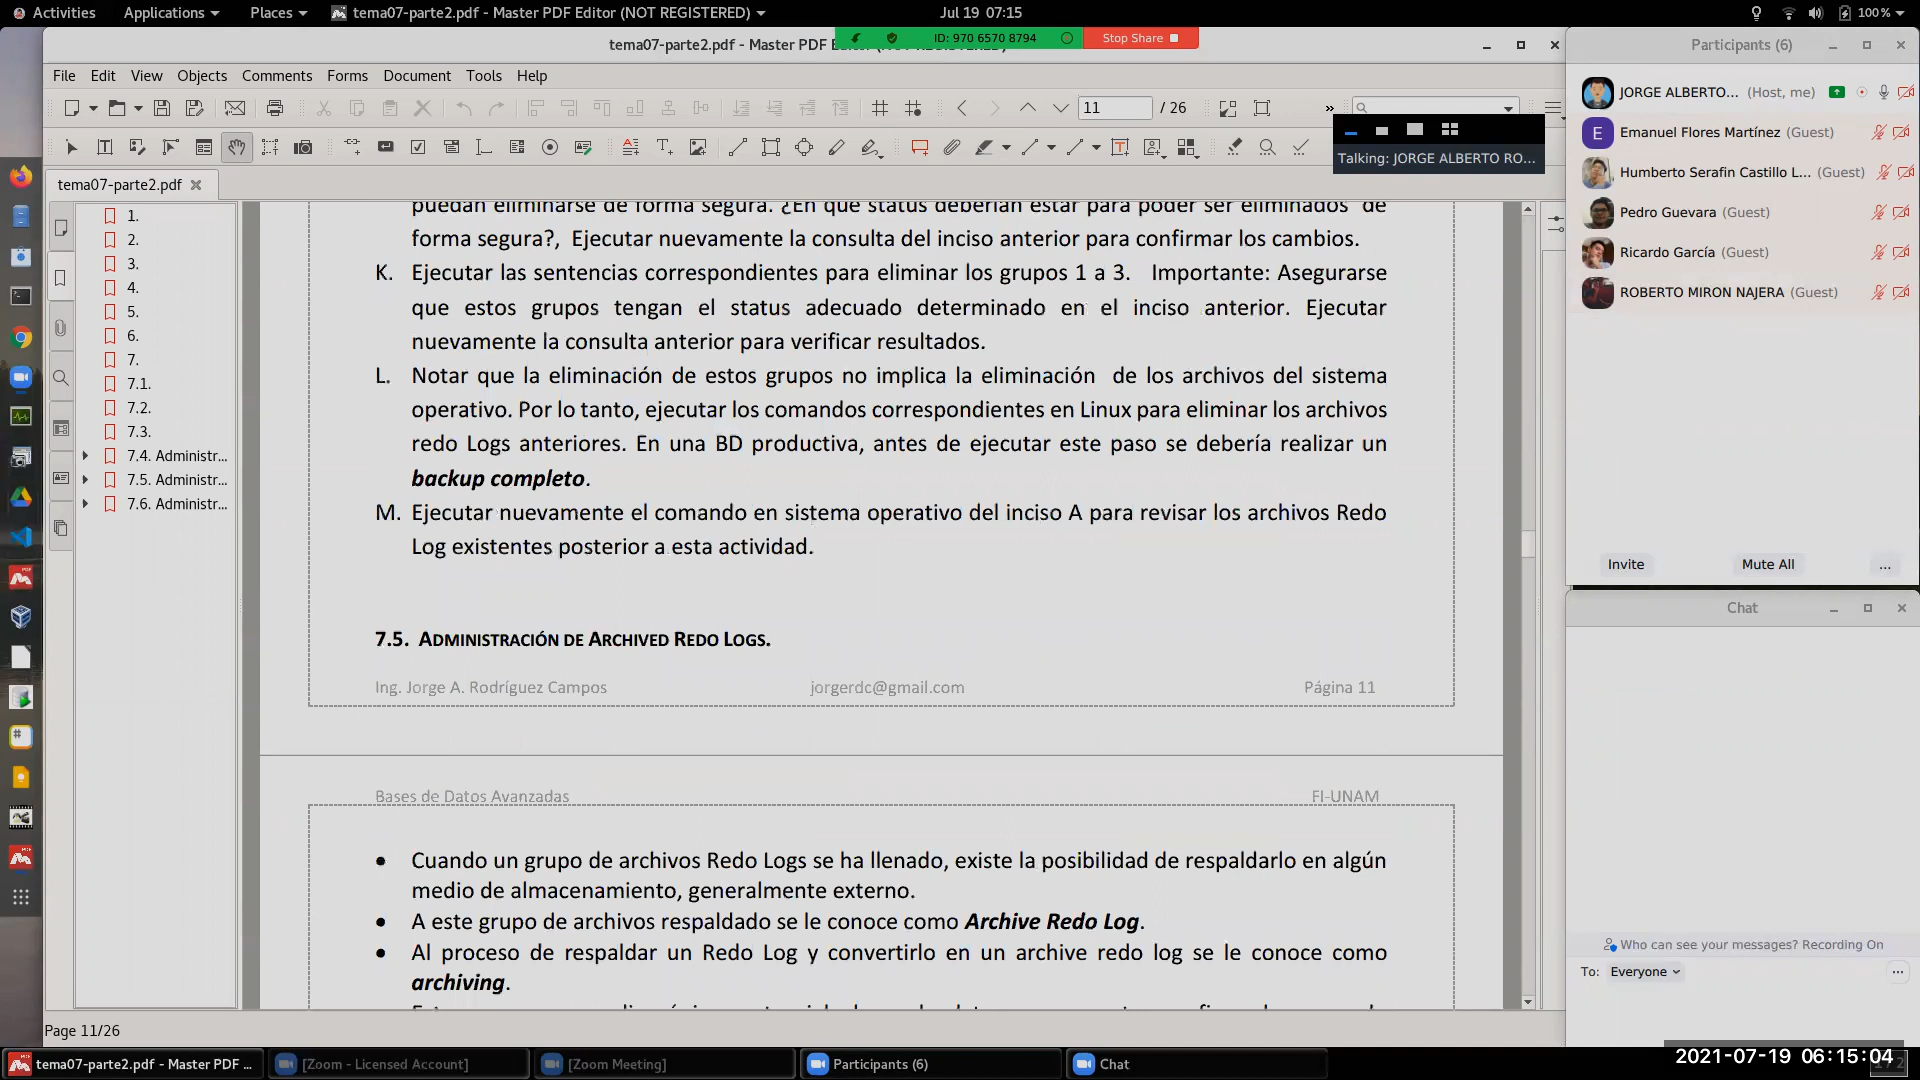 Activities
Applications
Places
tema07-parte2.pdf - Master PDF Editor (NOT REGISTERED)
Jul 19 07:15
100%
tema07-parte2.pdf - Master PDF
ID: 970 6570 8794
Stop Share
File Edit View Objects Comments Forms Document Tools Help
11 / 26
Talking: JORGE ALBERTO RO...
tema07-parte2.pdf
1.
2.
3.
4.
5.
6.
7.
7.1.
7.2.
7.3.
7.4. Administr...
7.5. Administr...
7.6. Administr...
puedan eliminarse de forma segura. ¿En que status deberían estar para poder ser eliminados de
forma segura?, Ejecutar nuevamente la consulta del inciso anterior para confirmar los cambios.
K. Ejecutar las sentencias correspondientes para eliminar los grupos 1 a 3. Importante: Asegurarse
que estos grupos tengan el status adecuado determinado en el inciso anterior. Ejecutar
nuevamente la consulta anterior para verificar resultados.
L. Notar que la eliminación de estos grupos no implica la eliminación de los archivos del sistema
operativo. Por lo tanto, ejecutar los comandos correspondientes en Linux para eliminar los archivos
redo Logs anteriores. En una BD productiva, antes de ejecutar este paso se debería realizar un
backup completo.
M. Ejecutar nuevamente el comando en sistema operativo del inciso A para revisar los archivos Redo
Log existentes posterior a esta actividad.
7.5. ADMINISTRACIÓN DE ARCHIVED REDO LOGS.
Ing. Jorge A. Rodríguez Campos jorgerdc@gmail.com Página 11
Bases de Datos Avanzadas FI-UNAM
• Cuando un grupo de archivos Redo Logs se ha llenado, existe la posibilidad de respaldarlo en algún
medio de almacenamiento, generalmente externo.
• A este grupo de archivos respaldado se le conoce como Archive Redo Log.
• Al proceso de respaldar un Redo Log y convertirlo en un archive redo log se le conoce como
archiving.
Page 11/26
Participants (6)
JORGE ALBERTO... (Host, me)
E
Emanuel Flores Martínez (Guest)
Humberto Serafin Castillo L... (Guest)
Pedro Guevara (Guest)
Ricardo García (Guest)
ROBERTO MIRON NAJERA (Guest)
Invite Mute All ...
Chat
Who can see your messages? Recording On
To: Everyone
tema07-parte2.pdf - Master PDF ...
[Zoom - Licensed Account]
[Zoom Meeting]
Participants (6)
Chat
2021-07-19 06:15:04